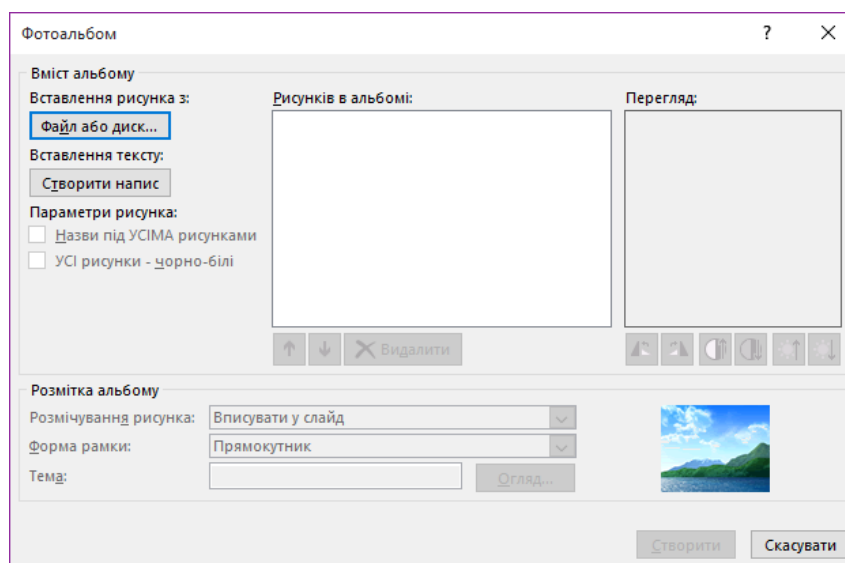 Фотоальбом ?
Вміст альбому
Вставлення рисунка з:
Файл або диск...
Вставлення тексту:
Створити напис
Параметри рисунка:
Назви під УСІМА рисунками
УСІ рисунки - чорно-білі
Рисунків в альбомі:
Видалити
Перегляд:
Розмітка альбому
Розмічування рисунка: Вписувати у слайд
Форма рамки: Прямокутник
Тема: Огляд...
Створити Скасувати